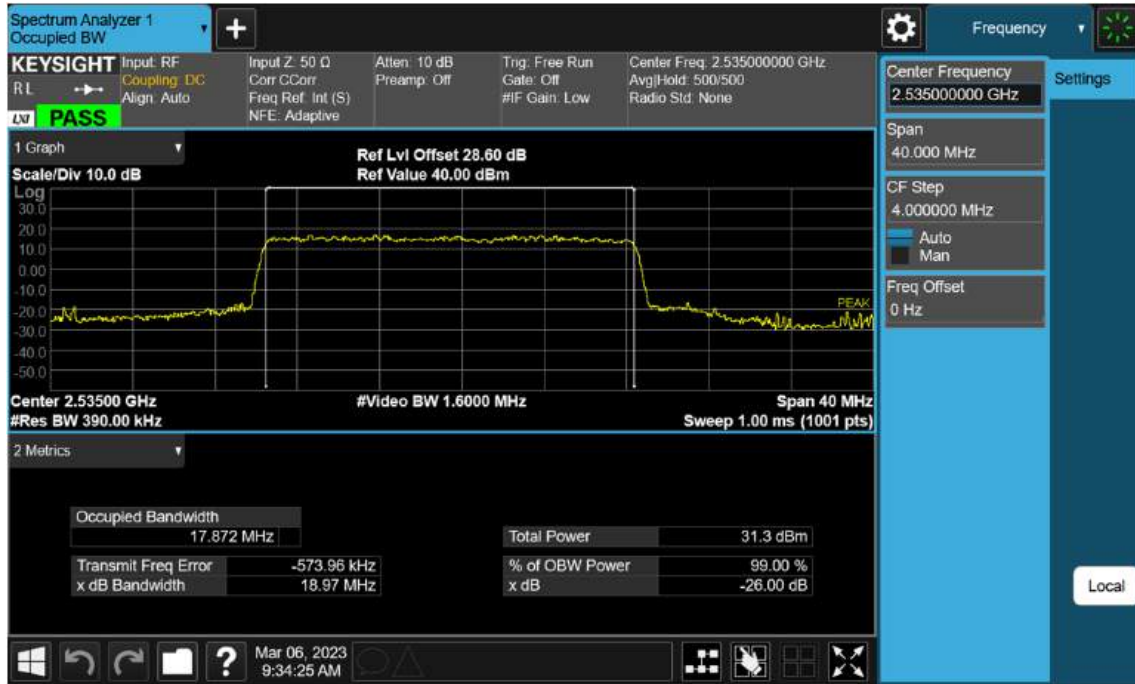 Spectrum Analyzer 1
Occupied BW
+
Frequency
KEYSIGHT
RL
LXI
PASS
Input: RF
Coupling: DC
Align: Auto
Input Z: 50 Ω
Corr CCorr
Freq Ref: Int (S)
NFE: Adaptive
Atten: 10 dB
Preamp: Off
Trig: Free Run
Gate: Off
#IF Gain: Low
Center Freq: 2.535000000 GHz
Avg|Hold: 500/500
Radio Std: None
1 Graph
Scale/Div 10.0 dB
Ref Lvl Offset 28.60 dB
Ref Value 40.00 dBm
Log
30.0
20.0
10.0
0.00
-10.0
-20.0
-30.0
-40.0
-50.0
PEAK
Center 2.53500 GHz
#Video BW 1.6000 MHz
Span 40 MHz
#Res BW 390.00 kHz
Sweep 1.00 ms (1001 pts)
2 Metrics
Occupied Bandwidth
17.872 MHz
Total Power 31.3 dBm
Transmit Freq Error -573.96 kHz
% of OBW Power 99.00 %
x dB Bandwidth 18.97 MHz
x dB -26.00 dB
Center Frequency
2.535000000 GHz
Settings
Span
40.000 MHz
CF Step
4.000000 MHz
Auto
Man
Freq Offset
0 Hz
Local
?
Mar 06, 2023
9:34:25 AM